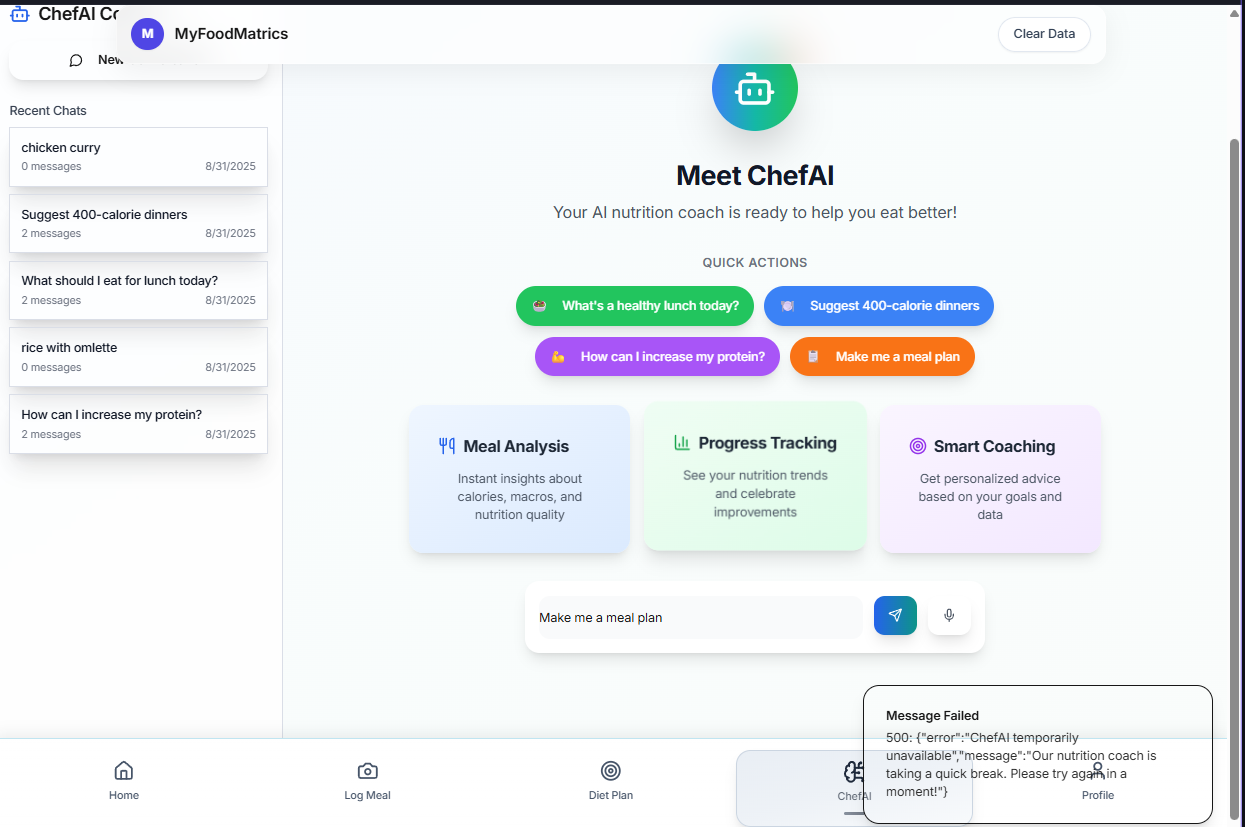 ChefAI Co
M
MyFoodMatrics
Clear Data
New
Recent Chats
chicken curry
0 messages
8/31/2025
Suggest 400-calorie dinners
2 messages
8/31/2025
What should I eat for lunch today?
2 messages
8/31/2025
rice with omlette
0 messages
8/31/2025
How can I increase my protein?
2 messages
8/31/2025
Meet ChefAI
Your AI nutrition coach is ready to help you eat better!
QUICK ACTIONS
What's a healthy lunch today?
Suggest 400-calorie dinners
How can I increase my protein?
Make me a meal plan
Meal Analysis
Instant insights about
calories, macros, and
nutrition quality
Progress Tracking
See your nutrition trends
and celebrate
improvements
Smart Coaching
Get personalized advice
based on your goals and
data
Make me a meal plan
Message Failed
500: {"error":"ChefAI temporarily
unavailable","message":"Our nutrition coach is
taking a quick break. Please try again in a
moment!"}
Home
Log Meal
Diet Plan
ChefAI
Profile